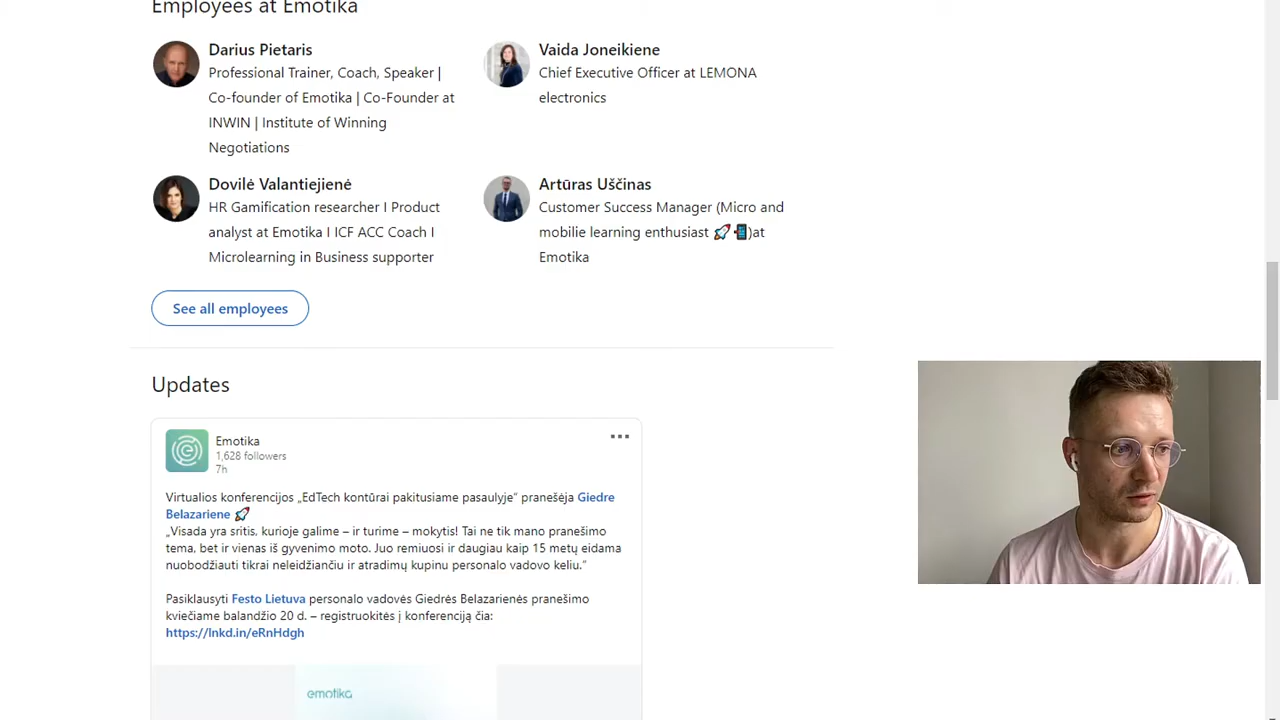 Employees at Emotika
Darius Pietaris
Professional Trainer, Coach, Speaker |
Co-founder of Emotika | Co-Founder at
INWIN | Institute of Winning
Negotiations
Vaida Joneikiene
Chief Executive Officer at LEMONA
electronics
Dovilė Valantiejienė
HR Gamification researcher I Product
analyst at Emotika I ICF ACC Coach I
Microlearning in Business supporter
Artūras Uščinas
Customer Success Manager (Micro and
mobilie learning enthusiast 🚀📲)at
Emotika
See all employees
Updates
Emotika
1,628 followers
7h
Virtualios konferencijos „EdTech kontūrai pakitusiame pasaulyje“ pranešėja Giedre
Belazariene 🚀
„Visada yra sritis, kurioje galime – ir turime – mokytis! Tai ne tik mano pranešimo
tema, bet ir vienas iš gyvenimo moto. Juo remiuosi ir daugiau kaip 15 metų eidama
nuobodžiauti tikrai neleidžiančiu ir atradimų kupinu personalo vadovo keliu.“
Pasiklausyti Festo Lietuva personalo vadovės Giedrės Belazarienės pranešimo
kviečiame balandžio 20 d. – registruokitės į konferenciją čia:
https://lnkd.in/eRnHdgh
emotika